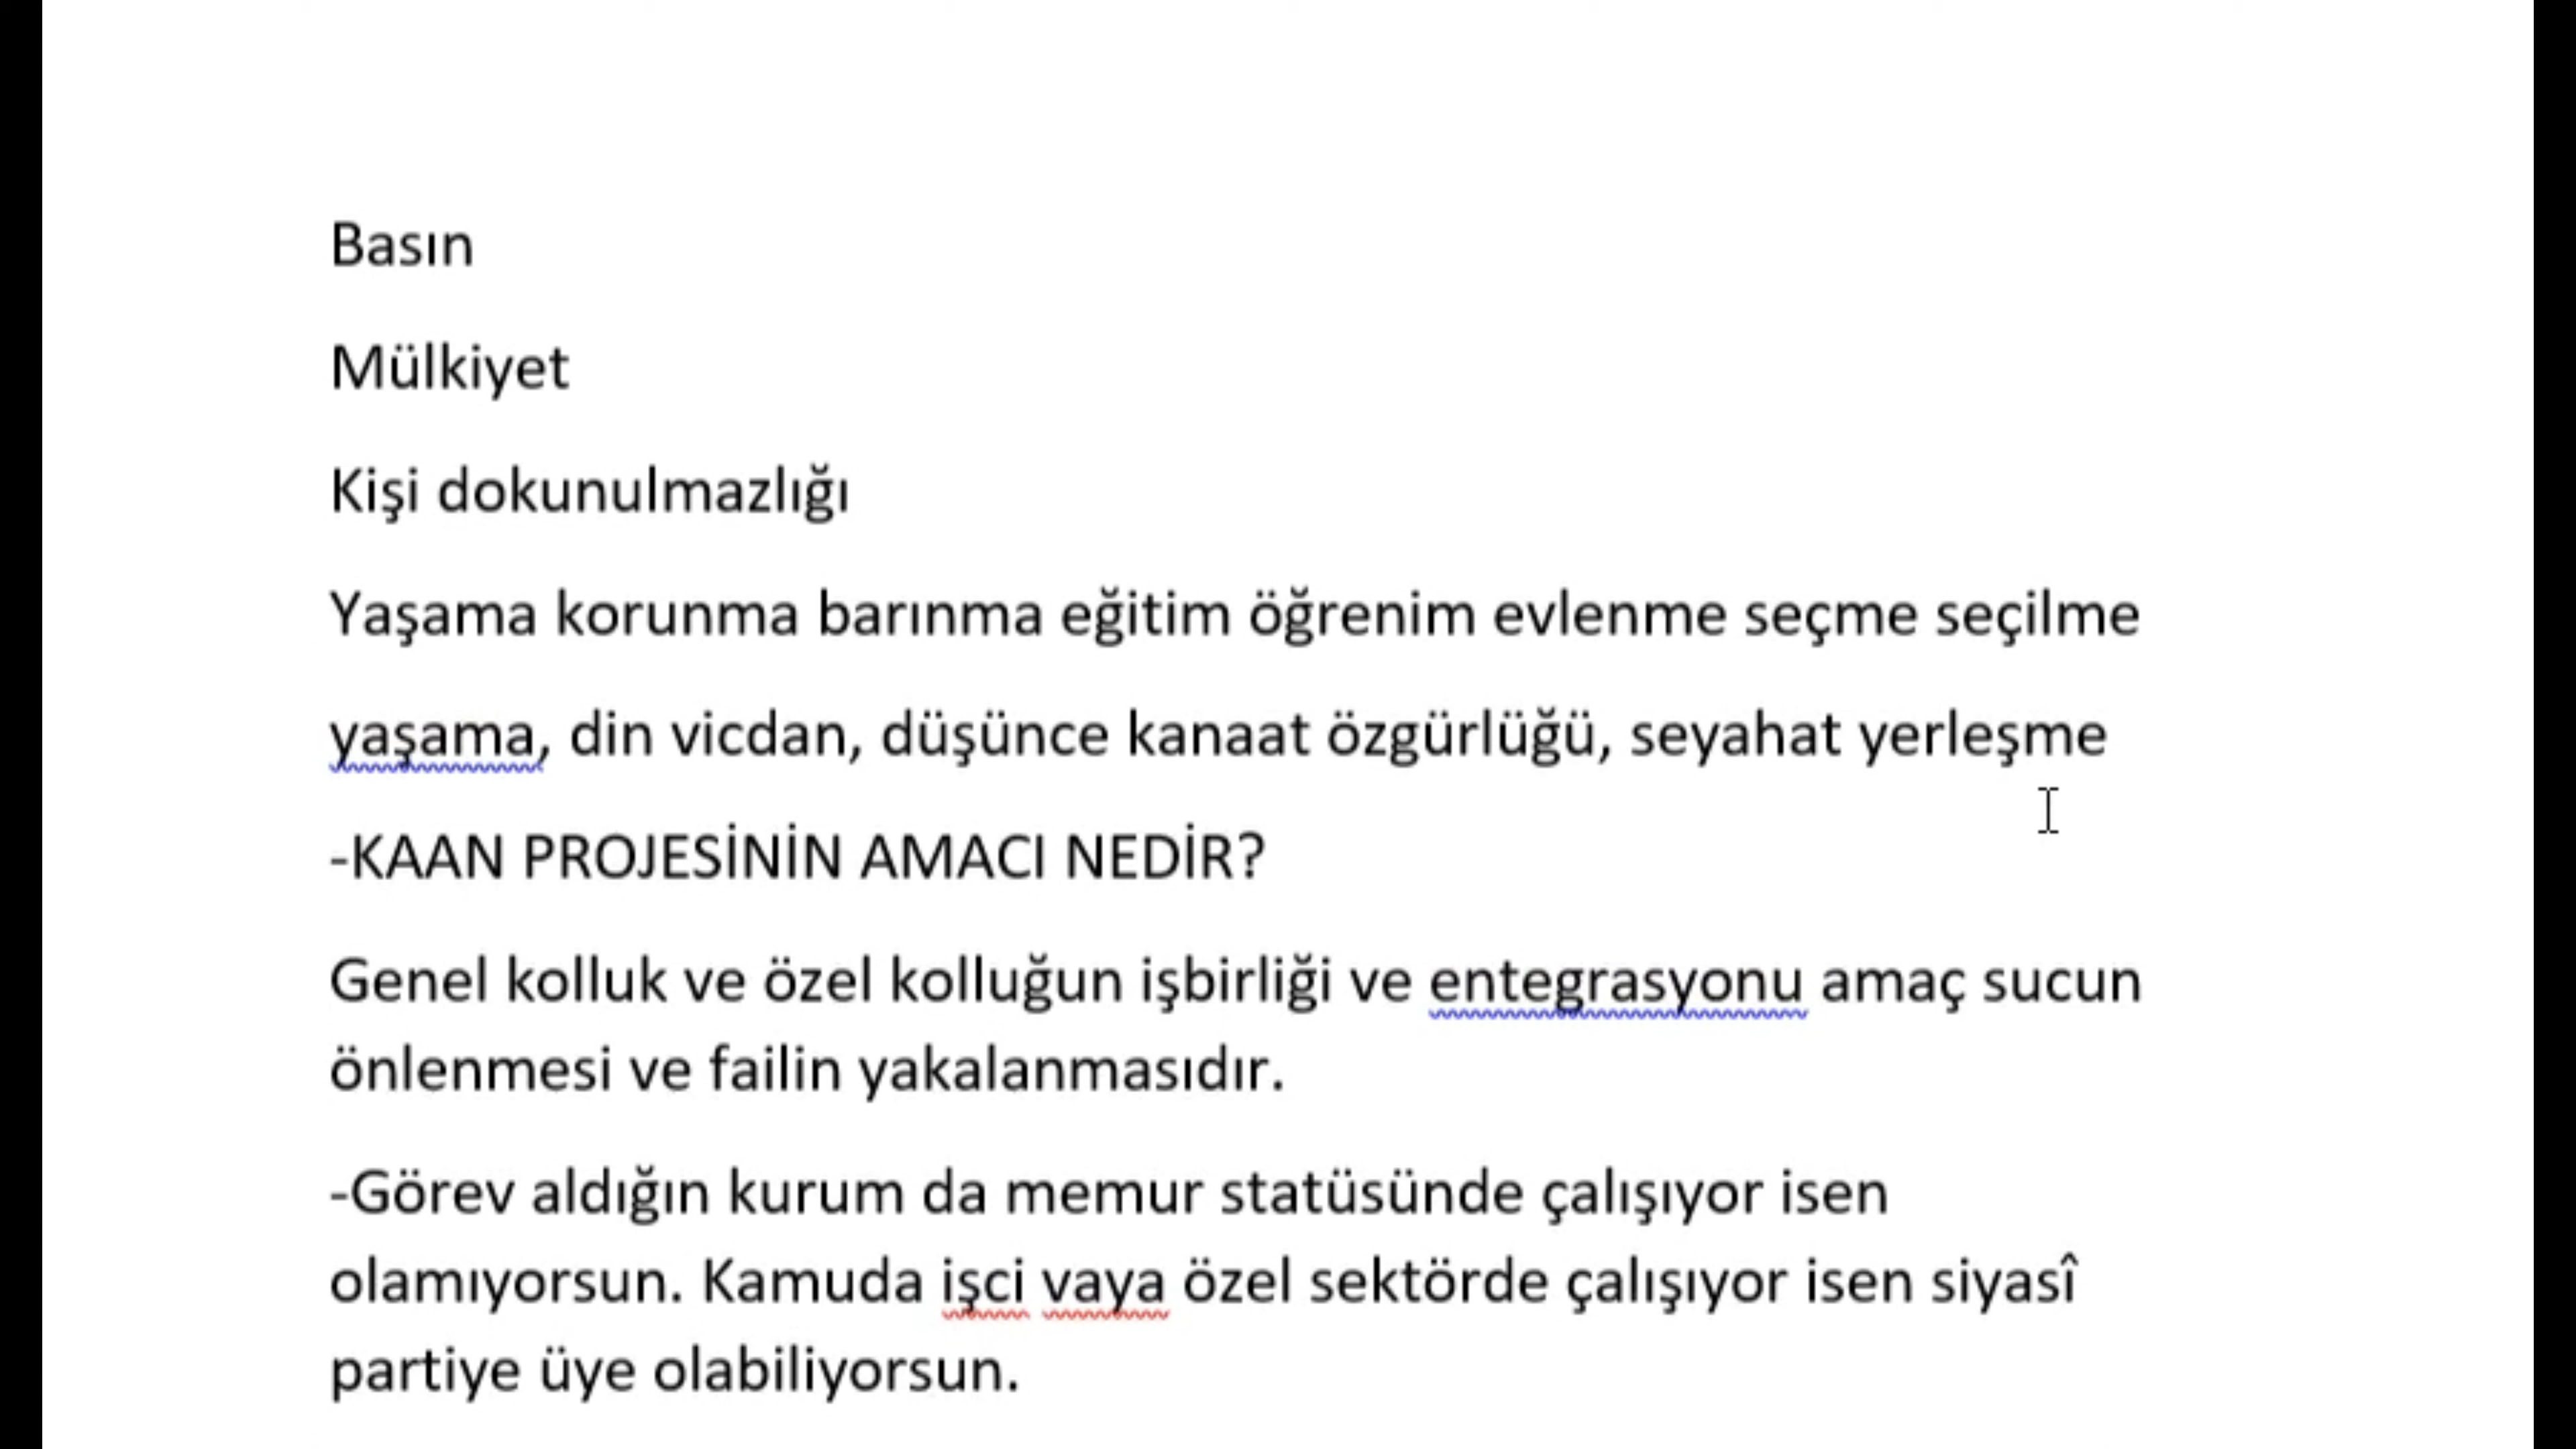 Basın
Mülkiyet
Kişi dokunulmazlığı
Yaşama korunma barınma eğitim öğrenim evlenme seçme seçilme
yaşama, din vicdan, düşünce kanaat özgürlüğü, seyahat yerleşme
-KAAN PROJESİNİN AMACI NEDİR?
Genel kolluk ve özel kolluğun işbirliği ve entegrasyonu amaç sucun
önlenmesi ve failin yakalanmasıdır.
-Görev aldığın kurum da memur statüsünde çalışıyor isen
olamıyorsun. Kamuda işci vaya özel sektörde çalışıyor isen siyasî
partiye üye olabiliyorsun.